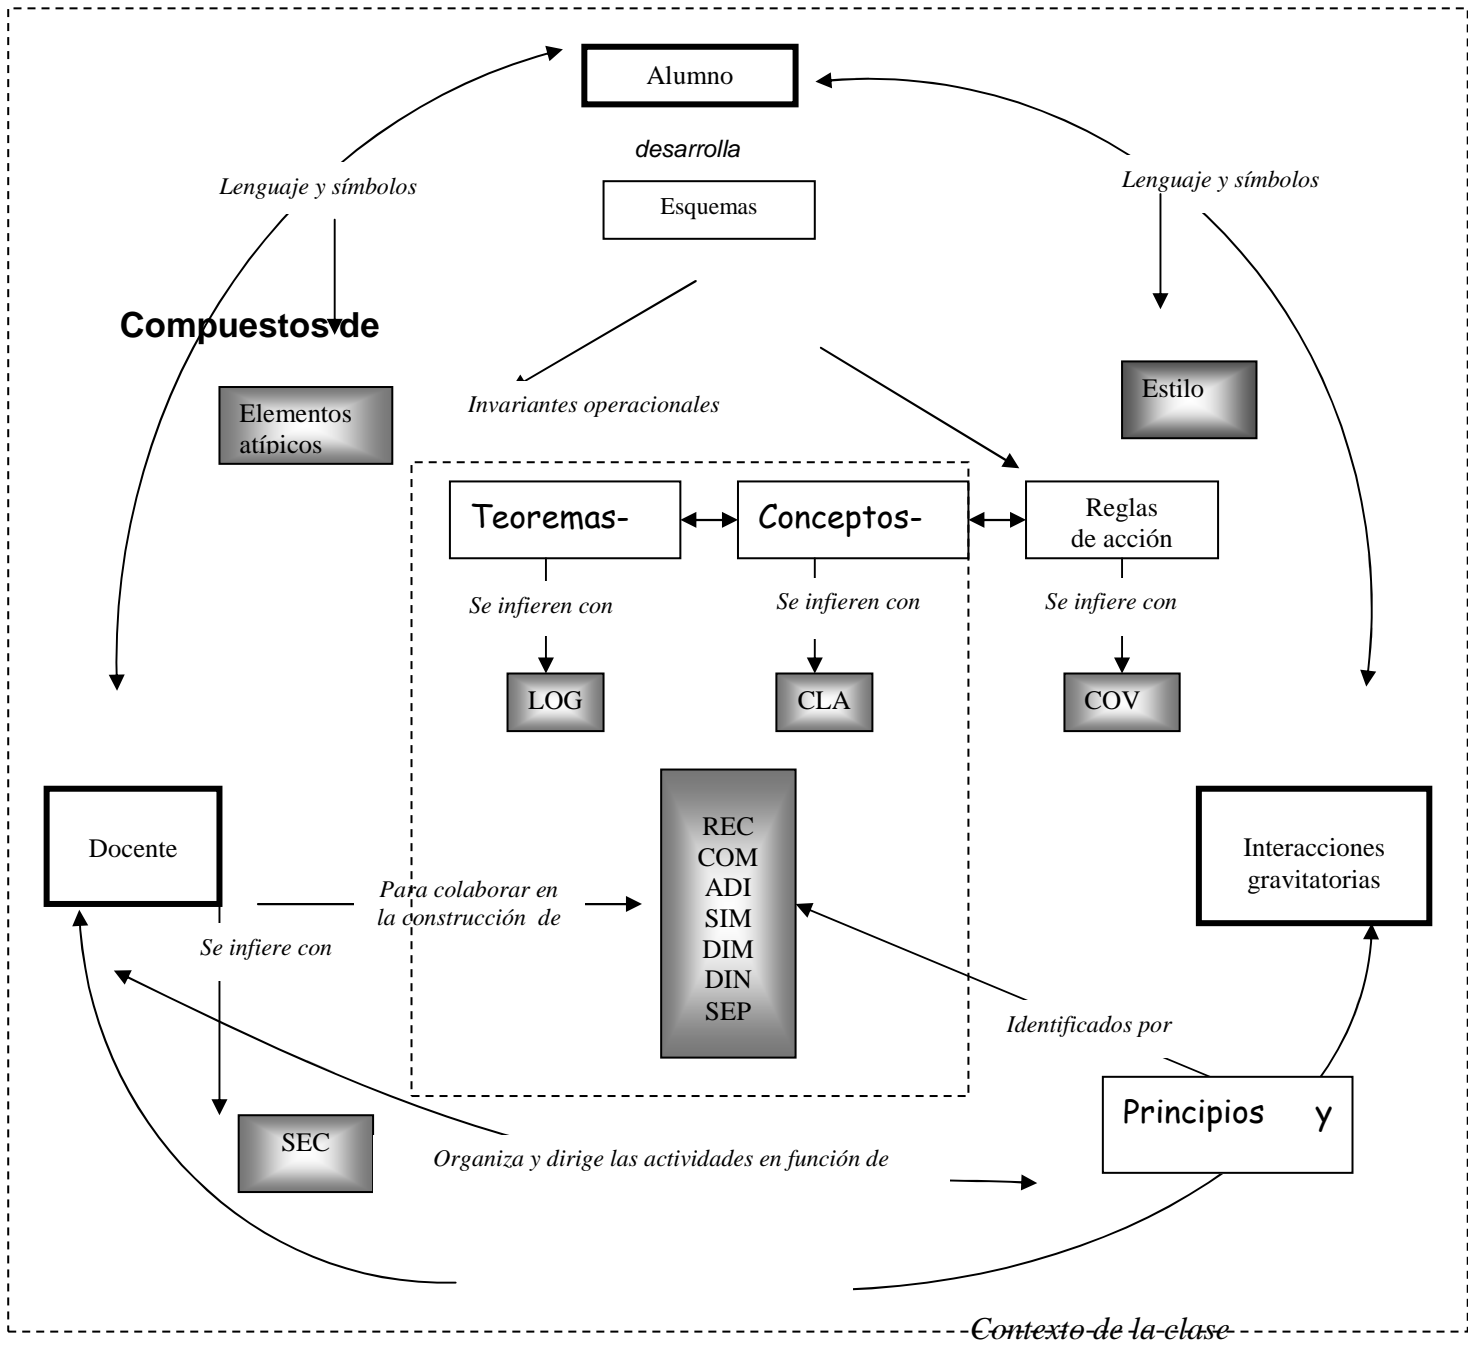 Alumno
desarrolla
Lenguaje y símbolos
Lenguaje y símbolos
Esquemas
Compuestos de
Elementos
atípicos
Invariantes operacionales
Estilo
Teoremas-
Conceptos-
Reglas
de acción
Se infieren con
Se infieren con
Se infiere con
LOG
CLA
COV
Docente
Para colaborar en
la construcción de
REC
COM
ADI
SIM
DIM
DIN
SEP
Interacciones
gravitatorias
Se infiere con
Identificados por
SEC
Organiza y dirige las actividades en función de
Principios y
Contexto de la clase